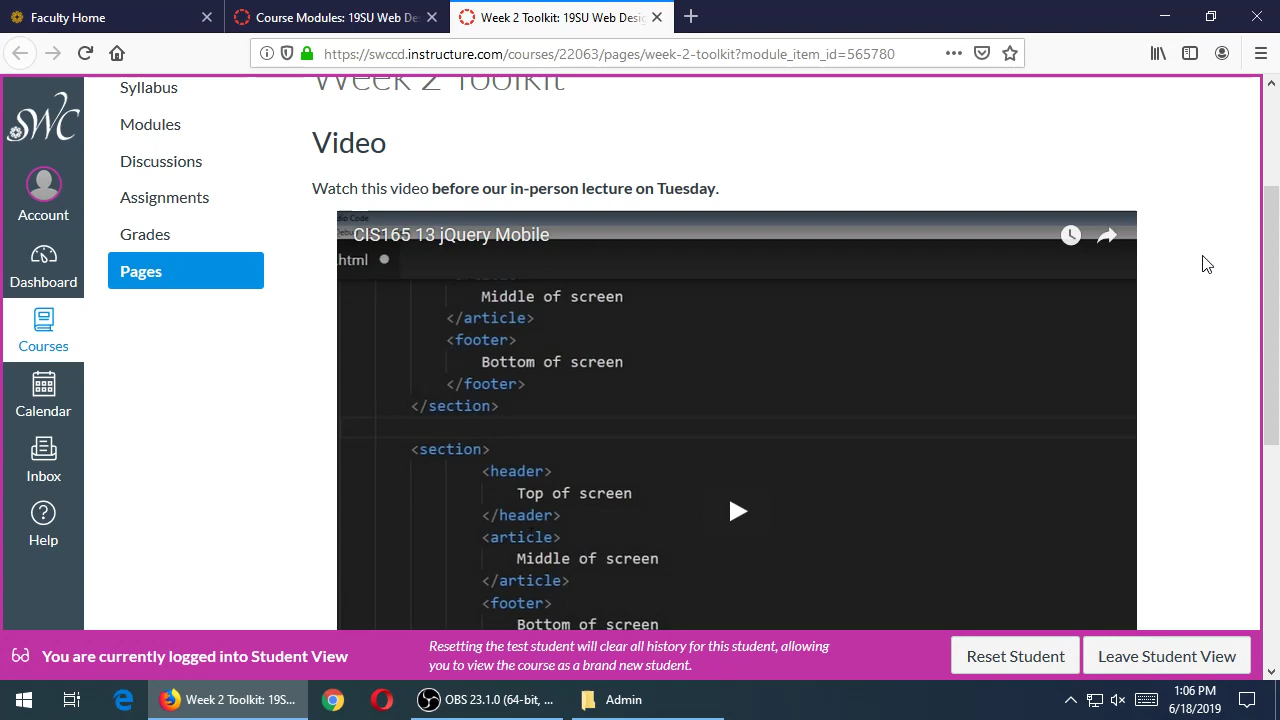 Faculty Home
Course Modules: 19SU Web De
Week 2 Toolkit: 19SU Web Desig
https://swccd.instructure.com/courses/22063/pages/week-2-toolkit?module_item_id=565780
SWC
Account
Dashboard
Courses
Calendar
Inbox
Help
Syllabus
Modules
Discussions
Assignments
Grades
Pages
Week 2 Toolkit
Video
Watch this video before our in-person lecture on Tuesday.
dio Code
CIS165 13 jQuery Mobile
.html
Middle of screen
</article>
<footer>
Bottom of screen
</footer>
</section>
<section>
<header>
Top of screen
</header>
<article>
Middle of screen
</article>
<footer>
Bottom of screen
You are currently logged into Student View
Resetting the test student will clear all history for this student, allowing
you to view the course as a brand new student.
Reset Student
Leave Student View
Week 2 Toolkit: 19S...
OBS 23.1.0 (64-bit, ...
Admin
1:06 PM
6/18/2019